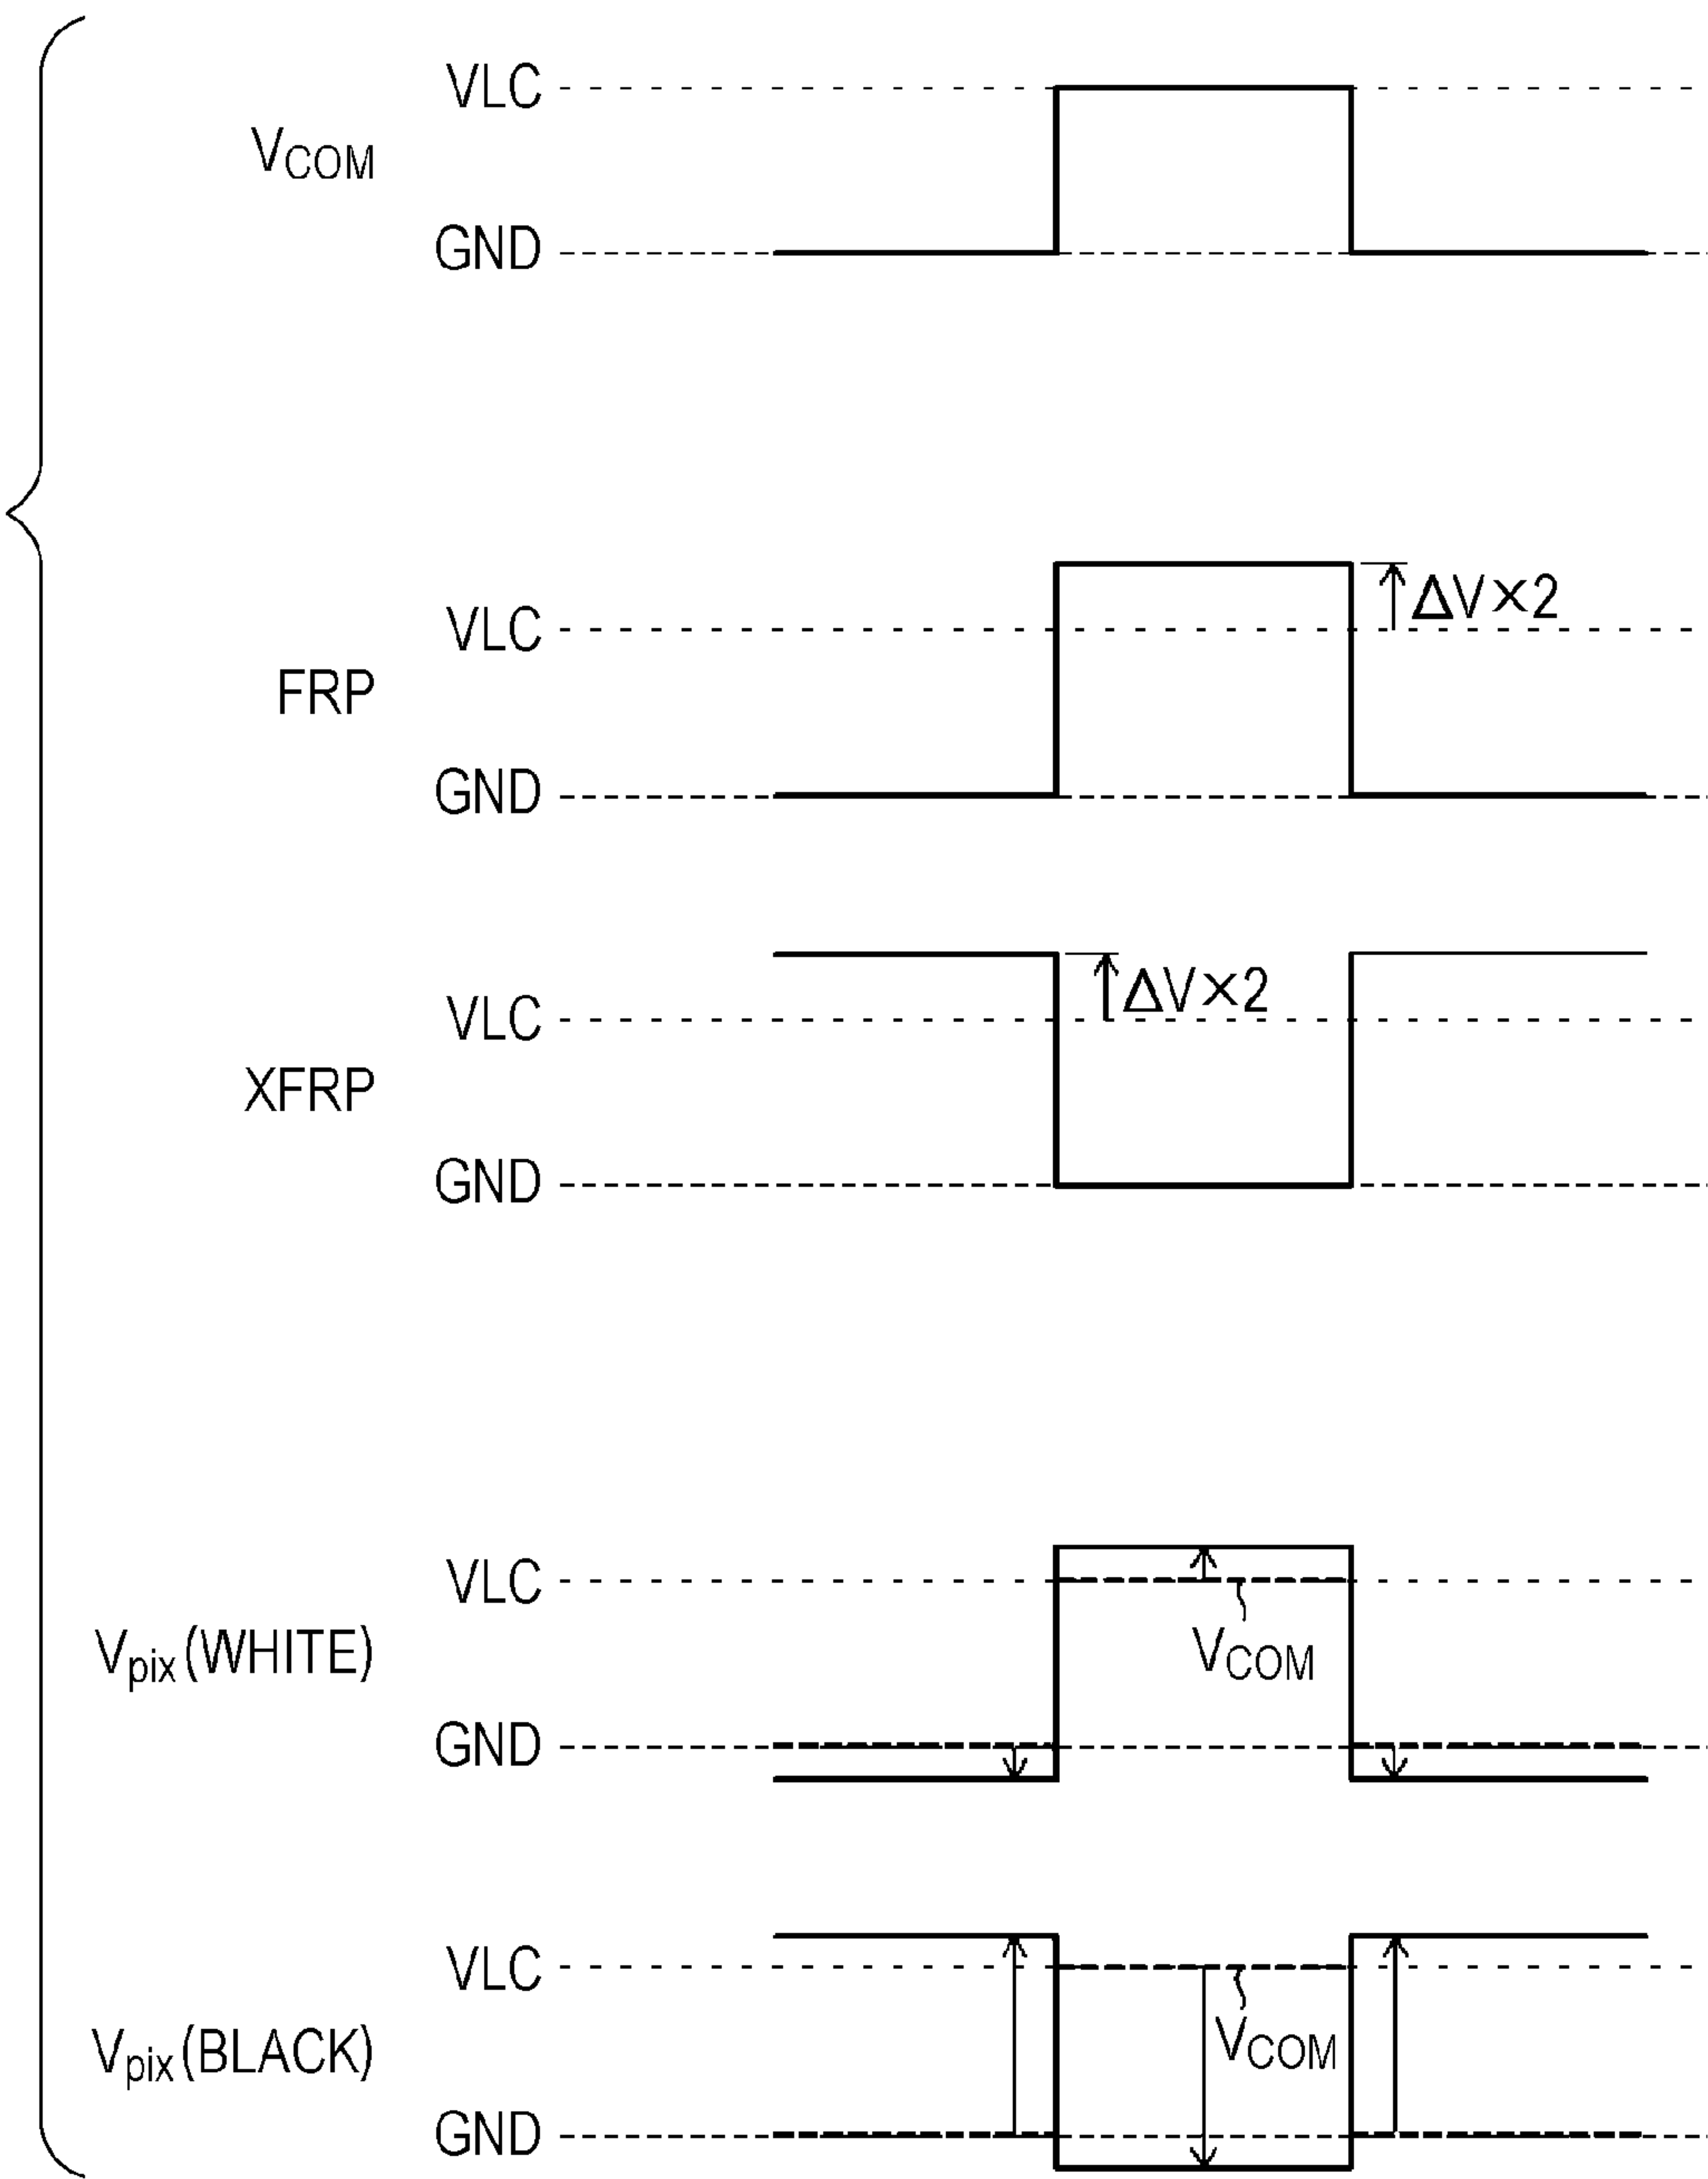 VLC
VCOM
GND
ΔV×2
VLC
FRP
GND
ΔV×2
VLC
XFRP
GND
VLC
Vpix(WHITE)
VCOM
GND
VLC
VCOM
Vpix(BLACK)
GND